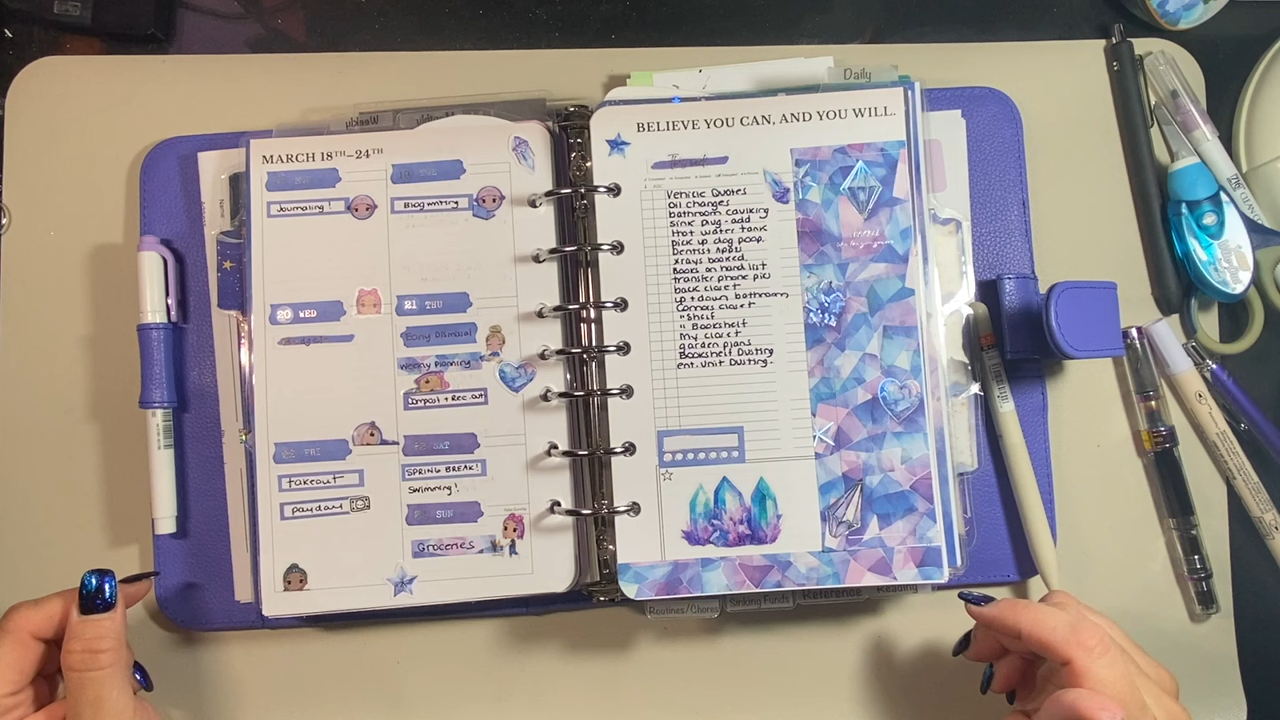 Weekly
Daily
MARCH 18TH-24TH
Journaling!
Blog writing
20 WED
21 THU
Budget
Weekly Planning
Compost + Rec. out
FRI
takeout
payday
SAT
SPRING BREAK!
Swimming!
SUN
Groceries
BELIEVE YOU CAN, AND YOU WILL.
Vehicle Quotes
Oil changes
bathroom caulking
Sink plug - add
Hot water tank
pick up dog poop.
Dentist Appts
Xrays booked.
Books on hand list
transfer phone pics
back closet
up + down bathroom
Connors closet
" Shelf
" Bookshelf
My closet
garden plans
Bookshelf Dusting
ent. unit Dusting.
Routines/Chores
Sinking Funds
Reference
Reading